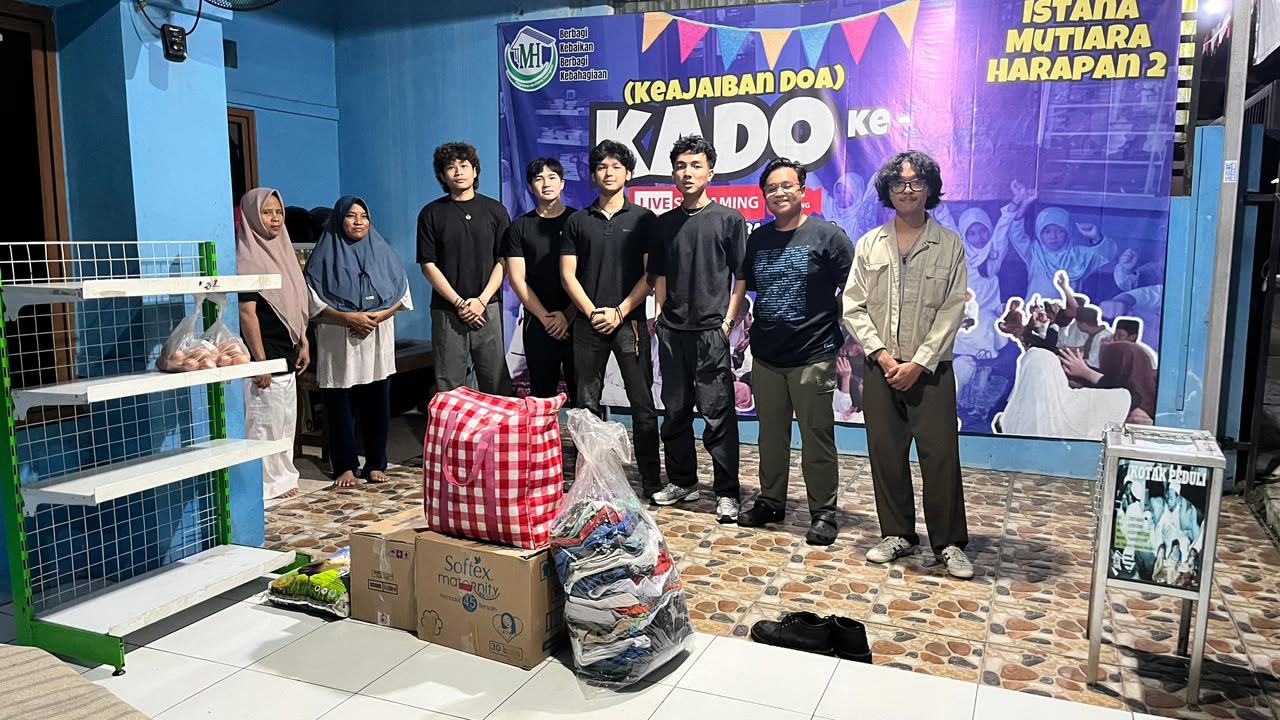 MH
Berbagi
Kebaikan
Berbagi
Kebahagiaan
ISTANA
MUTIARA
HARAPAN 2
(KEAJAIBAN DOA)
KADO KE -
LIVE
Softex
maternity
45
30
KOTAK PEDULI